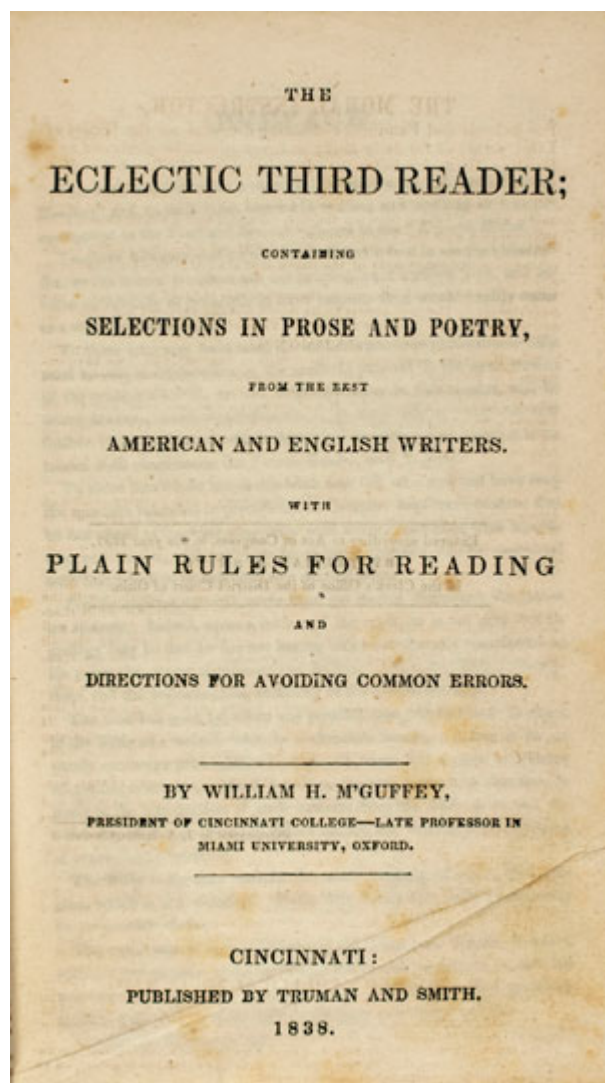 THE
ECLECTIC THIRD READER;
CONTAINING
SELECTIONS IN PROSE AND POETRY,
FROM THE BEST
AMERICAN AND ENGLISH WRITERS.
WITH
PLAIN RULES FOR READING
AND
DIRECTIONS FOR AVOIDING COMMON ERRORS.
BY WILLIAM H. M'GUFFEY,
PRESIDENT OF CINCINNATI COLLEGE—LATE PROFESSOR IN
MIAMI UNIVERSITY, OXFORD.
CINCINNATI:
PUBLISHED BY TRUMAN AND SMITH.
1838.